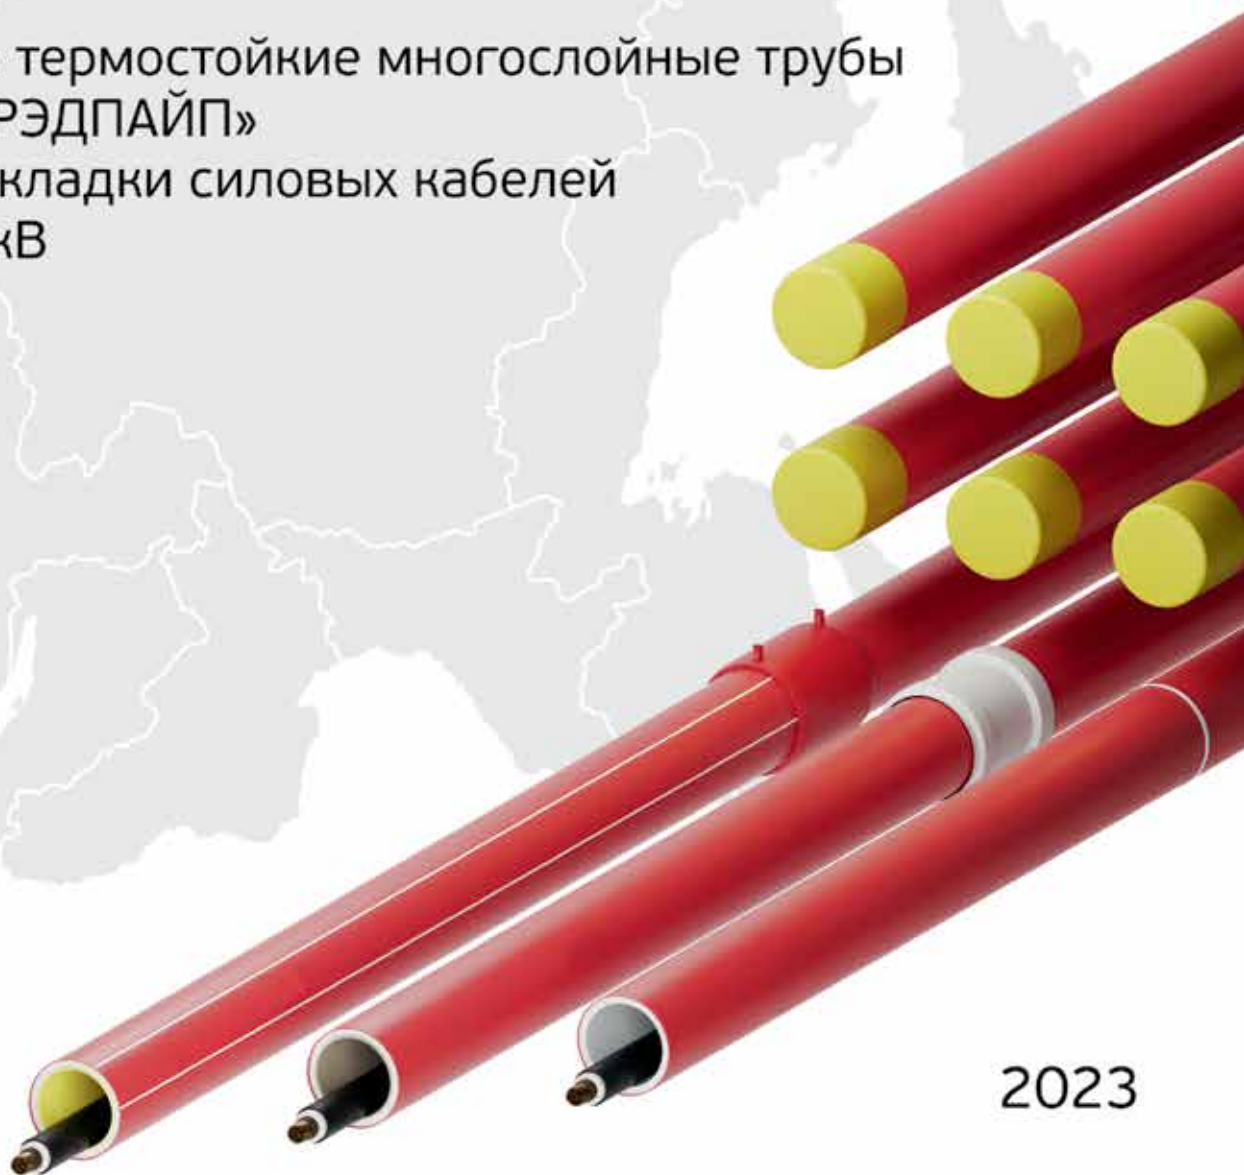 термостойкие многослойные трубы
РЭДПАЙП»
кладки силовых кабелей
кВ
2023